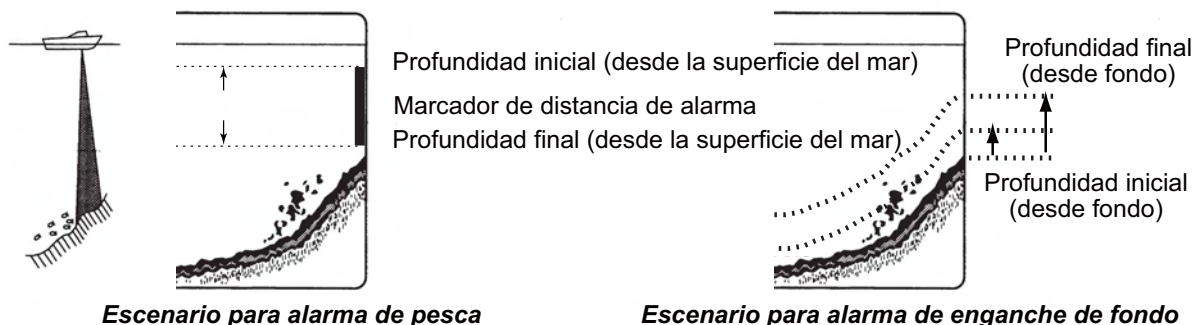 Profundidad inicial (desde la superficie del mar)
Marcador de distancia de alarma
Profundidad final (desde la superficie del mar)
Profundidad final
(desde fondo)
Profundidad inicial
(desde fondo)
Escenario para alarma de pesca
Escenario para alarma de enganche de fondo